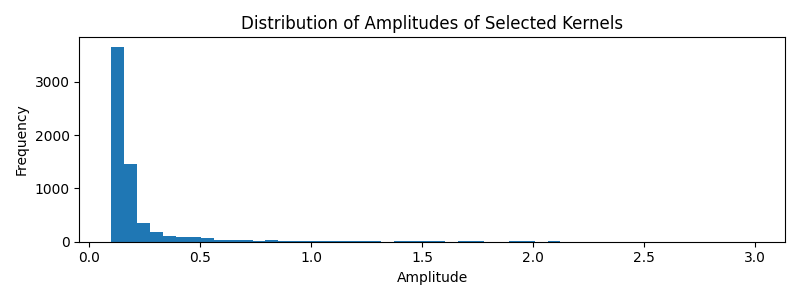 Distribution of Amplitudes of Selected Kernels
Frequency
3000
2000
1000
0
0.0 0.5 1.0 1.5 2.0 2.5 3.0
Amplitude